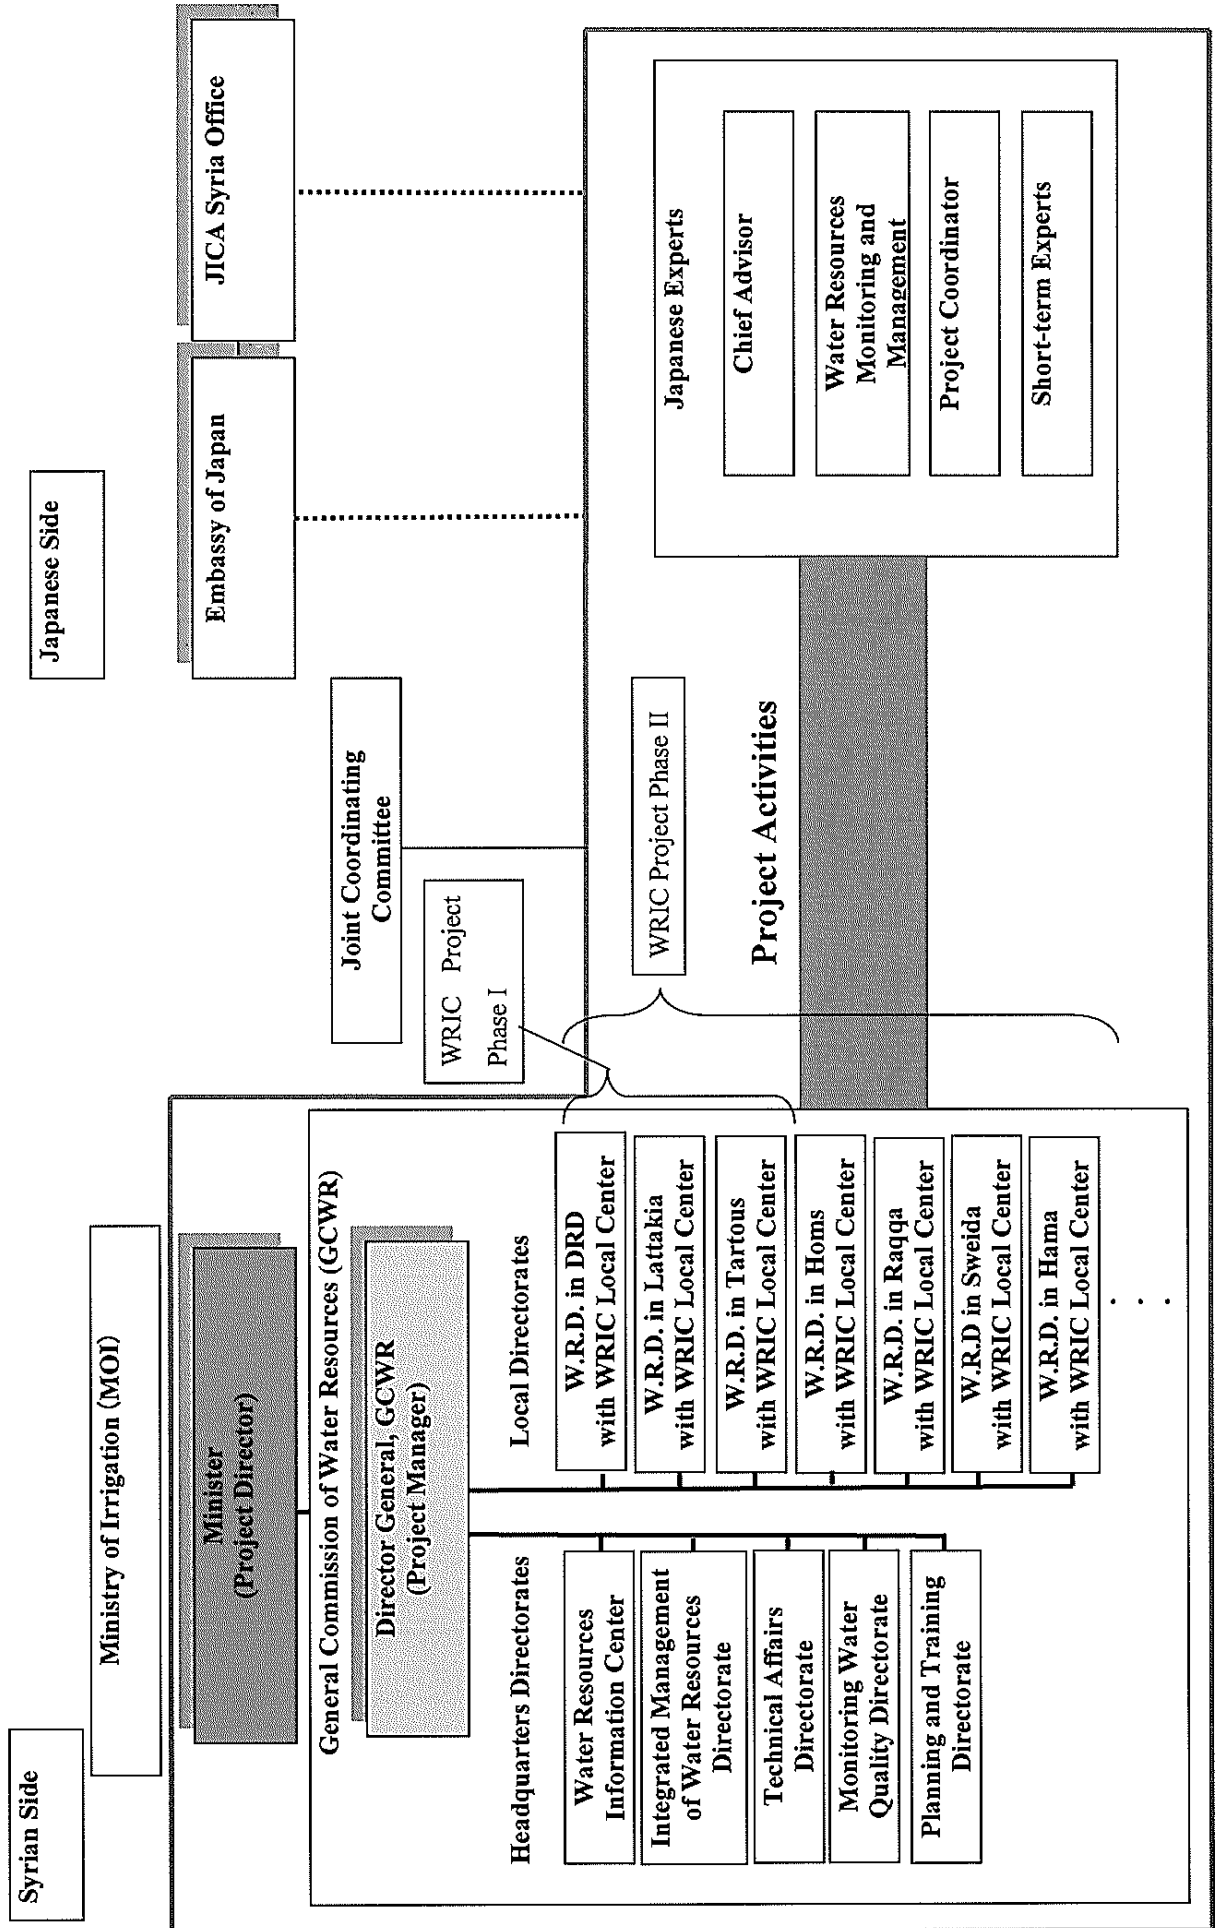 Syrian Side
Japanese Side
Ministry of Irrigation (MOD)
Minister
(Project Director)
Embassy of Japan
JICA Syria Office
General Commission of Water Resources (GCWR)
Director General, GCWR
(Project Manager)
Joint Coordinating
Committee
WRIC Project
Phase I
Headquarters Directorates
Water Resources
Information Center
Integrated Management
of Water Resources
Directorate
Technical Affairs
Directorate
Monitoring Water
Quality Directorate
Planning and Training
Directorate
Local Directorates
W.R.D. in DRD
with WRIC Local Center
W.R.D. in Lattakia
with WRIC Local Center
W.R.D. in Tartous
with WRIC Local Center
W.R.D. in Homs
with WRIC Local Center
W.R.D. in Raqqa
with WRIC Local Center
W.R.D in Sweida
with WRIC Local Center
W.R.D. in Hama
with WRIC Local Center
. . .
WRIC Project Phase II
Project Activities
Japanese Experts
Chief Advisor
Water Resources
Monitoring and
Management
Project Coordinator
Short-term Experts